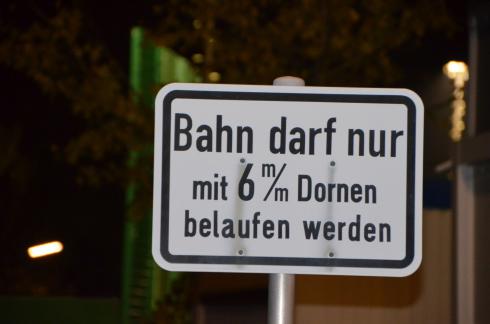 Bahn darf nur
mit 6 m/m Dornen
belaufen werden